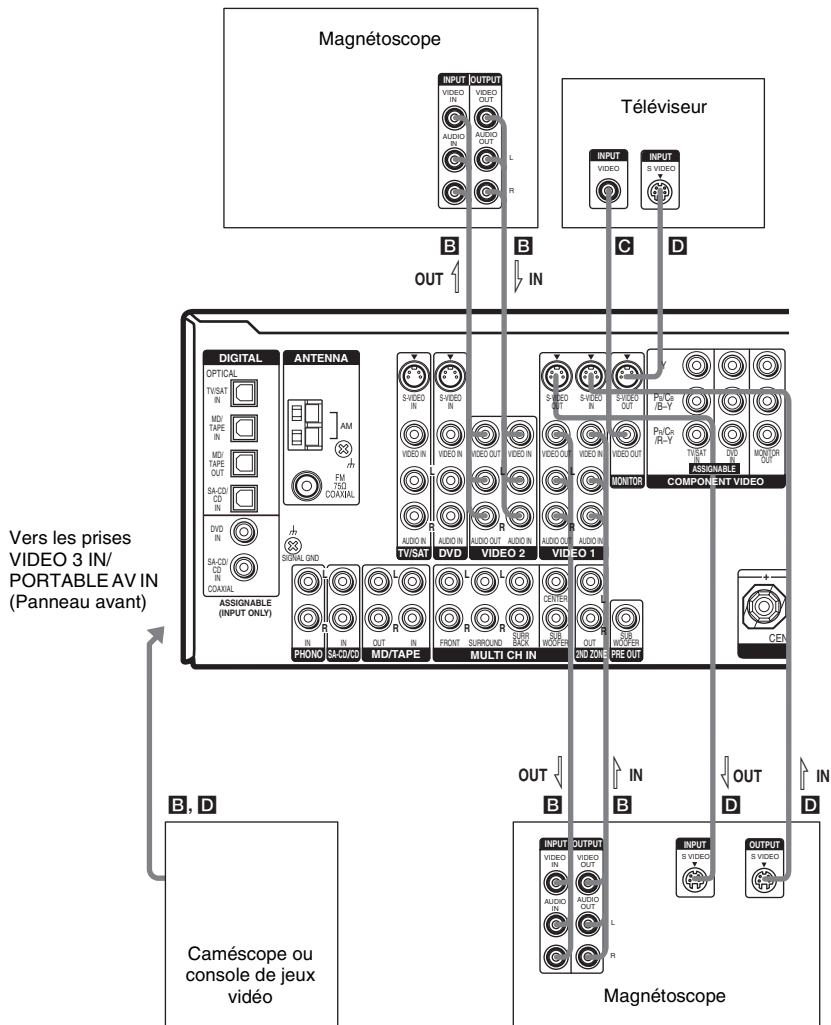 Magnétoscope
INPUT OUTPUT
VIDEO IN VIDEO OUT
AUDIO IN AUDIO OUT
L
R
Téléviseur
INPUT INPUT
VIDEO S VIDEO
B B C D
OUT IN
DIGITAL
OPTICAL
TV/SAT IN
MD/TAPE IN
MD/TAPE OUT
SA-CD/CD IN
DVD IN
SA-CD/CD IN
COAXIAL
ASSIGNABLE (INPUT ONLY)
ANTENNA
AM
FM 75Ω COAXIAL
SIGNAL GND
S-VIDEO IN S-VIDEO IN S-VIDEO OUT S-VIDEO IN S-VIDEO OUT
VIDEO IN VIDEO IN VIDEO OUT VIDEO IN VIDEO OUT VIDEO IN VIDEO OUT
L L
R R
AUDIO IN AUDIO IN AUDIO OUT AUDIO IN AUDIO OUT AUDIO IN
TV/SAT DVD VIDEO 2 VIDEO 1
MONITOR
Y
PB/CB /B–Y
PR/CR /R–Y
TV/SAT IN DVD IN MONITOR OUT
ASSIGNABLE
COMPONENT VIDEO
L L L L
CENTER
R R R R
IN IN OUT IN FRONT SURROUND SURR BACK SUB WOOFER OUT SUB WOOFER
PHONO SA-CD/CD MD/TAPE MULTI CH IN 2ND ZONE PRE OUT
+
CEN
Vers les prises
VIDEO 3 IN/
PORTABLE AV IN
(Panneau avant)
OUT IN OUT IN
B B D D
B, D
Caméscope ou
console de jeux
vidéo
INPUT OUTPUT
VIDEO IN VIDEO OUT
AUDIO IN AUDIO OUT
L
R
INPUT OUTPUT
S VIDEO S VIDEO
Magnétoscope